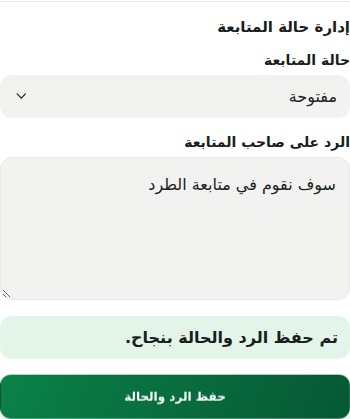 إدارة حالة المتابعة
حالة المتابعة
مفتوحة
الرد على صاحب المتابعة
سوف نقوم في متابعة الطرد
تم حفظ الرد والحالة بنجاح.
حفظ الرد والحالة